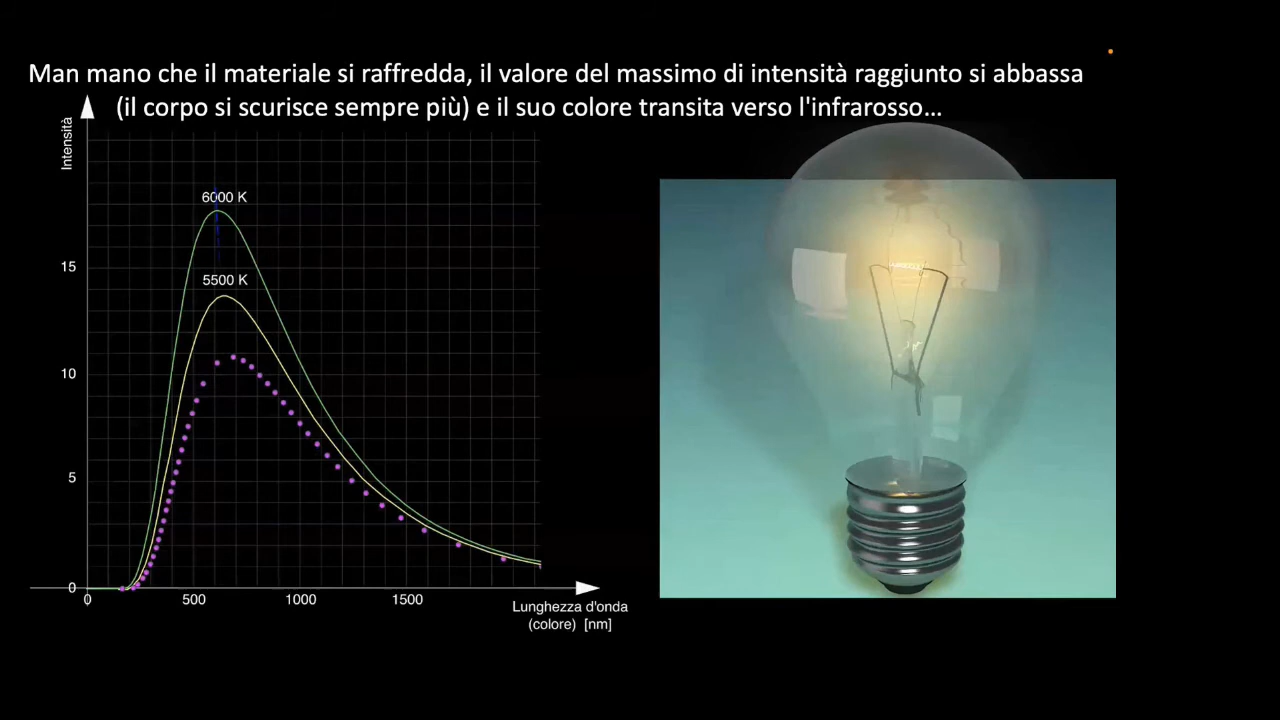 Man mano che il materiale si raffredda, il valore del massimo di intensità raggiunto si abbassa
(il corpo si scurisce sempre più) e il suo colore transita verso l'infrarosso...
Intensità
6000 K
5500 K
15
10
5
0
0 500 1000 1500
Lunghezza d'onda
(colore) [nm]